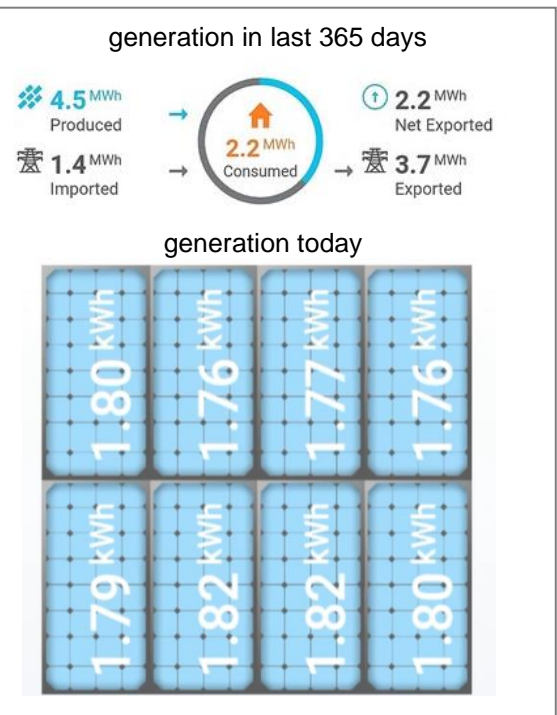 generation in last 365 days
4.5 MWh
Produced
1.4 MWh
Imported
2.2 MWh
Consumed
2.2 MWh
Net Exported
3.7 MWh
Exported
generation today
1.80 kWh
1.76 kWh
1.77 kWh
1.76 kWh
1.79 kWh
1.82 kWh
1.82 kWh
1.80 kWh